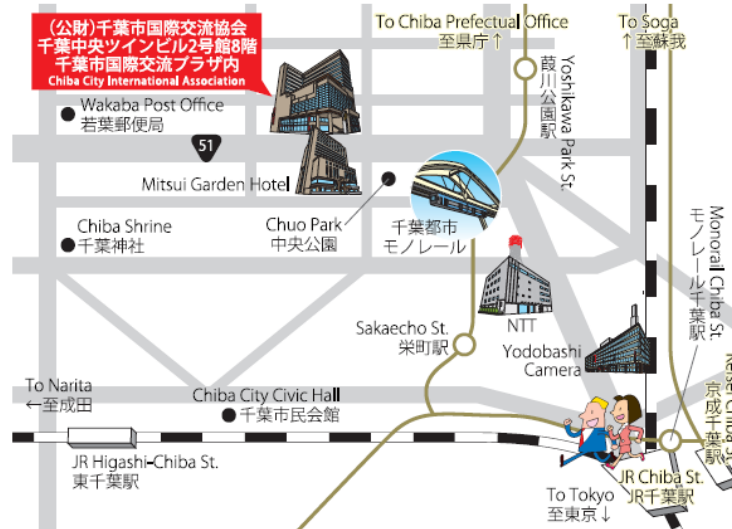 (公財)千葉市国際交流協会
千葉中央ツインビル2号館8階
千葉市国際交流プラザ内
Chiba City International Association
To Chiba Prefectual Office
至県庁↑
To Soga
↑至蘇我
Yoshikawa Park St.
葭川公園駅
Wakaba Post Office
若葉郵便局
51
Mitsui Garden Hotel
Chiba Shrine
千葉神社
Chuo Park
中央公園
千葉都市
モノレール
Monorail Chiba St.
モノレール千葉駅
NTT
Sakaecho St.
栄町駅
Yodobashi
Camera
Keisei Chiba St.
京成千葉駅
To Narita
←至成田
Chiba City Civic Hall
千葉市民会館
JR Higashi-Chiba St.
東千葉駅
JR Chiba St.
JR千葉駅
To Tokyo
至東京↓